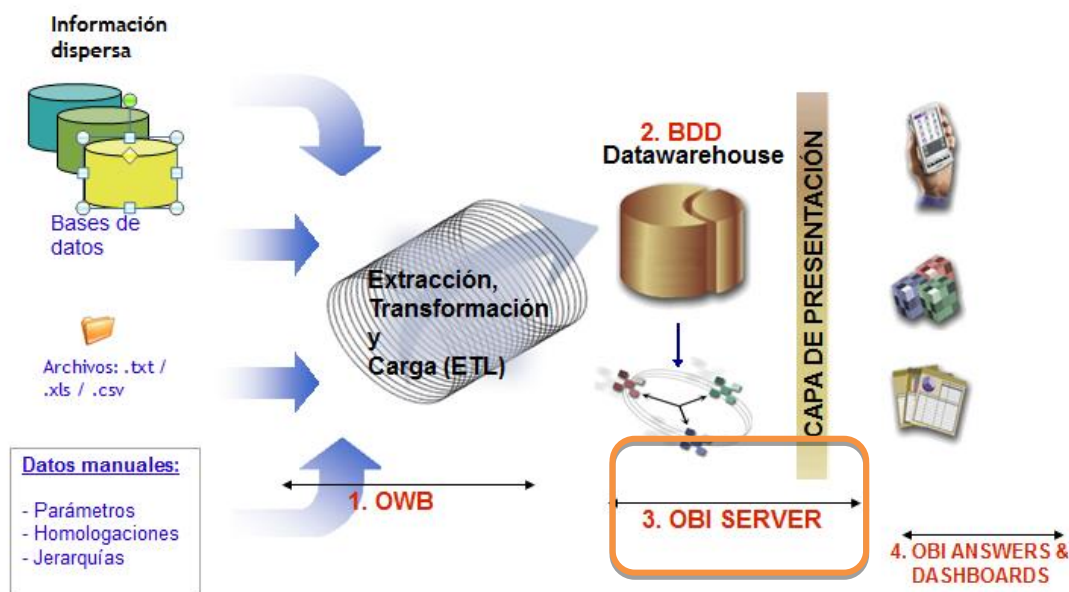 Información
dispersa
Bases de
datos
Archivos: .txt /
.xls / .csv
Datos manuales:
- Parámetros
- Homologaciones
- Jerarquías
Extracción,
Transformación
y
Carga (ETL)
1. OWB
2. BDD
Datawarehouse
3. OBI SERVER
CAPA DE PRESENTACIÓN
4. OBI ANSWERS &
DASHBOARDS